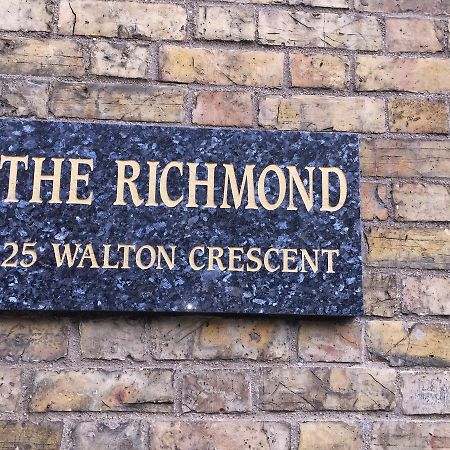 THE RICHMOND
25 WALTON CRESCENT